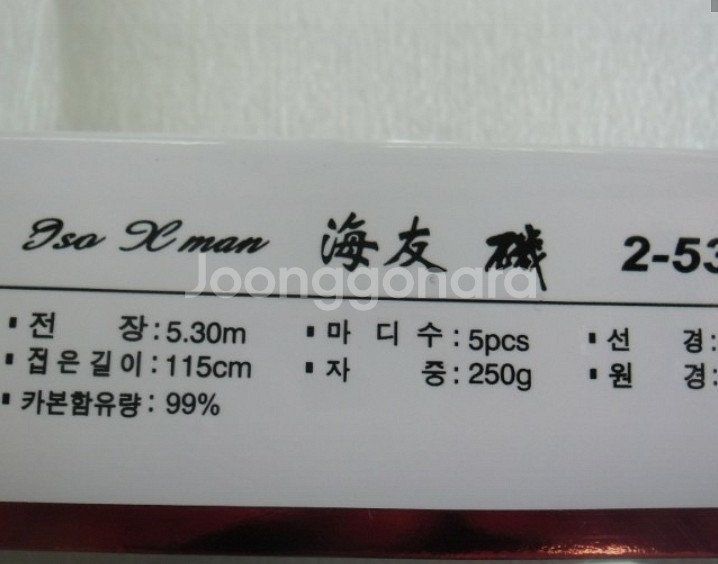 Iso X man 海友 磯 2-53
Joonggonara
▪ 전 장 : 5.30m ▪ 마 디 수 : 5pcs ▪ 선 경 :
▪ 접은길이 : 115cm ▪ 자 중 : 250g ▪ 원 경 :
▪ 카본함유량 : 99%